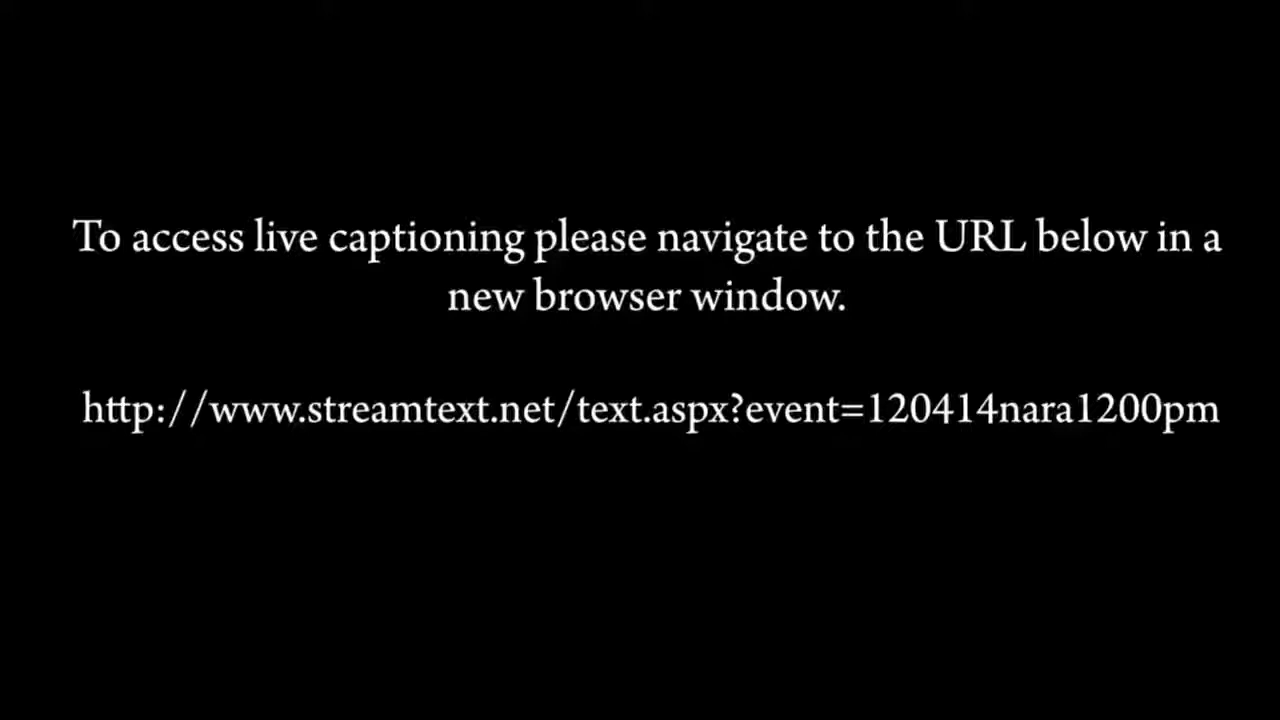 To access live captioning please navigate to the URL below in a
new browser window.
http://www.streamtext.net/text.aspx?event=120414nara1200pm